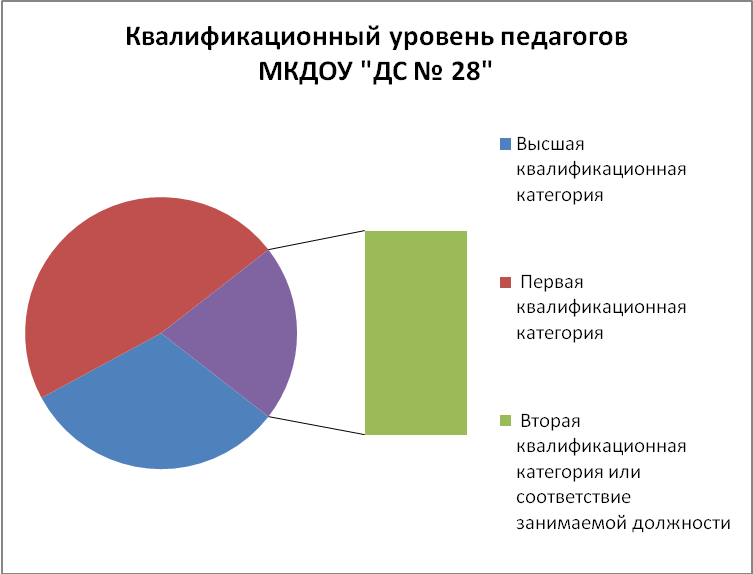 Квалификационный уровень педагогов
МКДОУ "ДС № 28"
Высшая
квалификационная
категория
Первая
квалификационная
категория
Вторая
квалификационная
категория или
соответствие
занимаемой должности